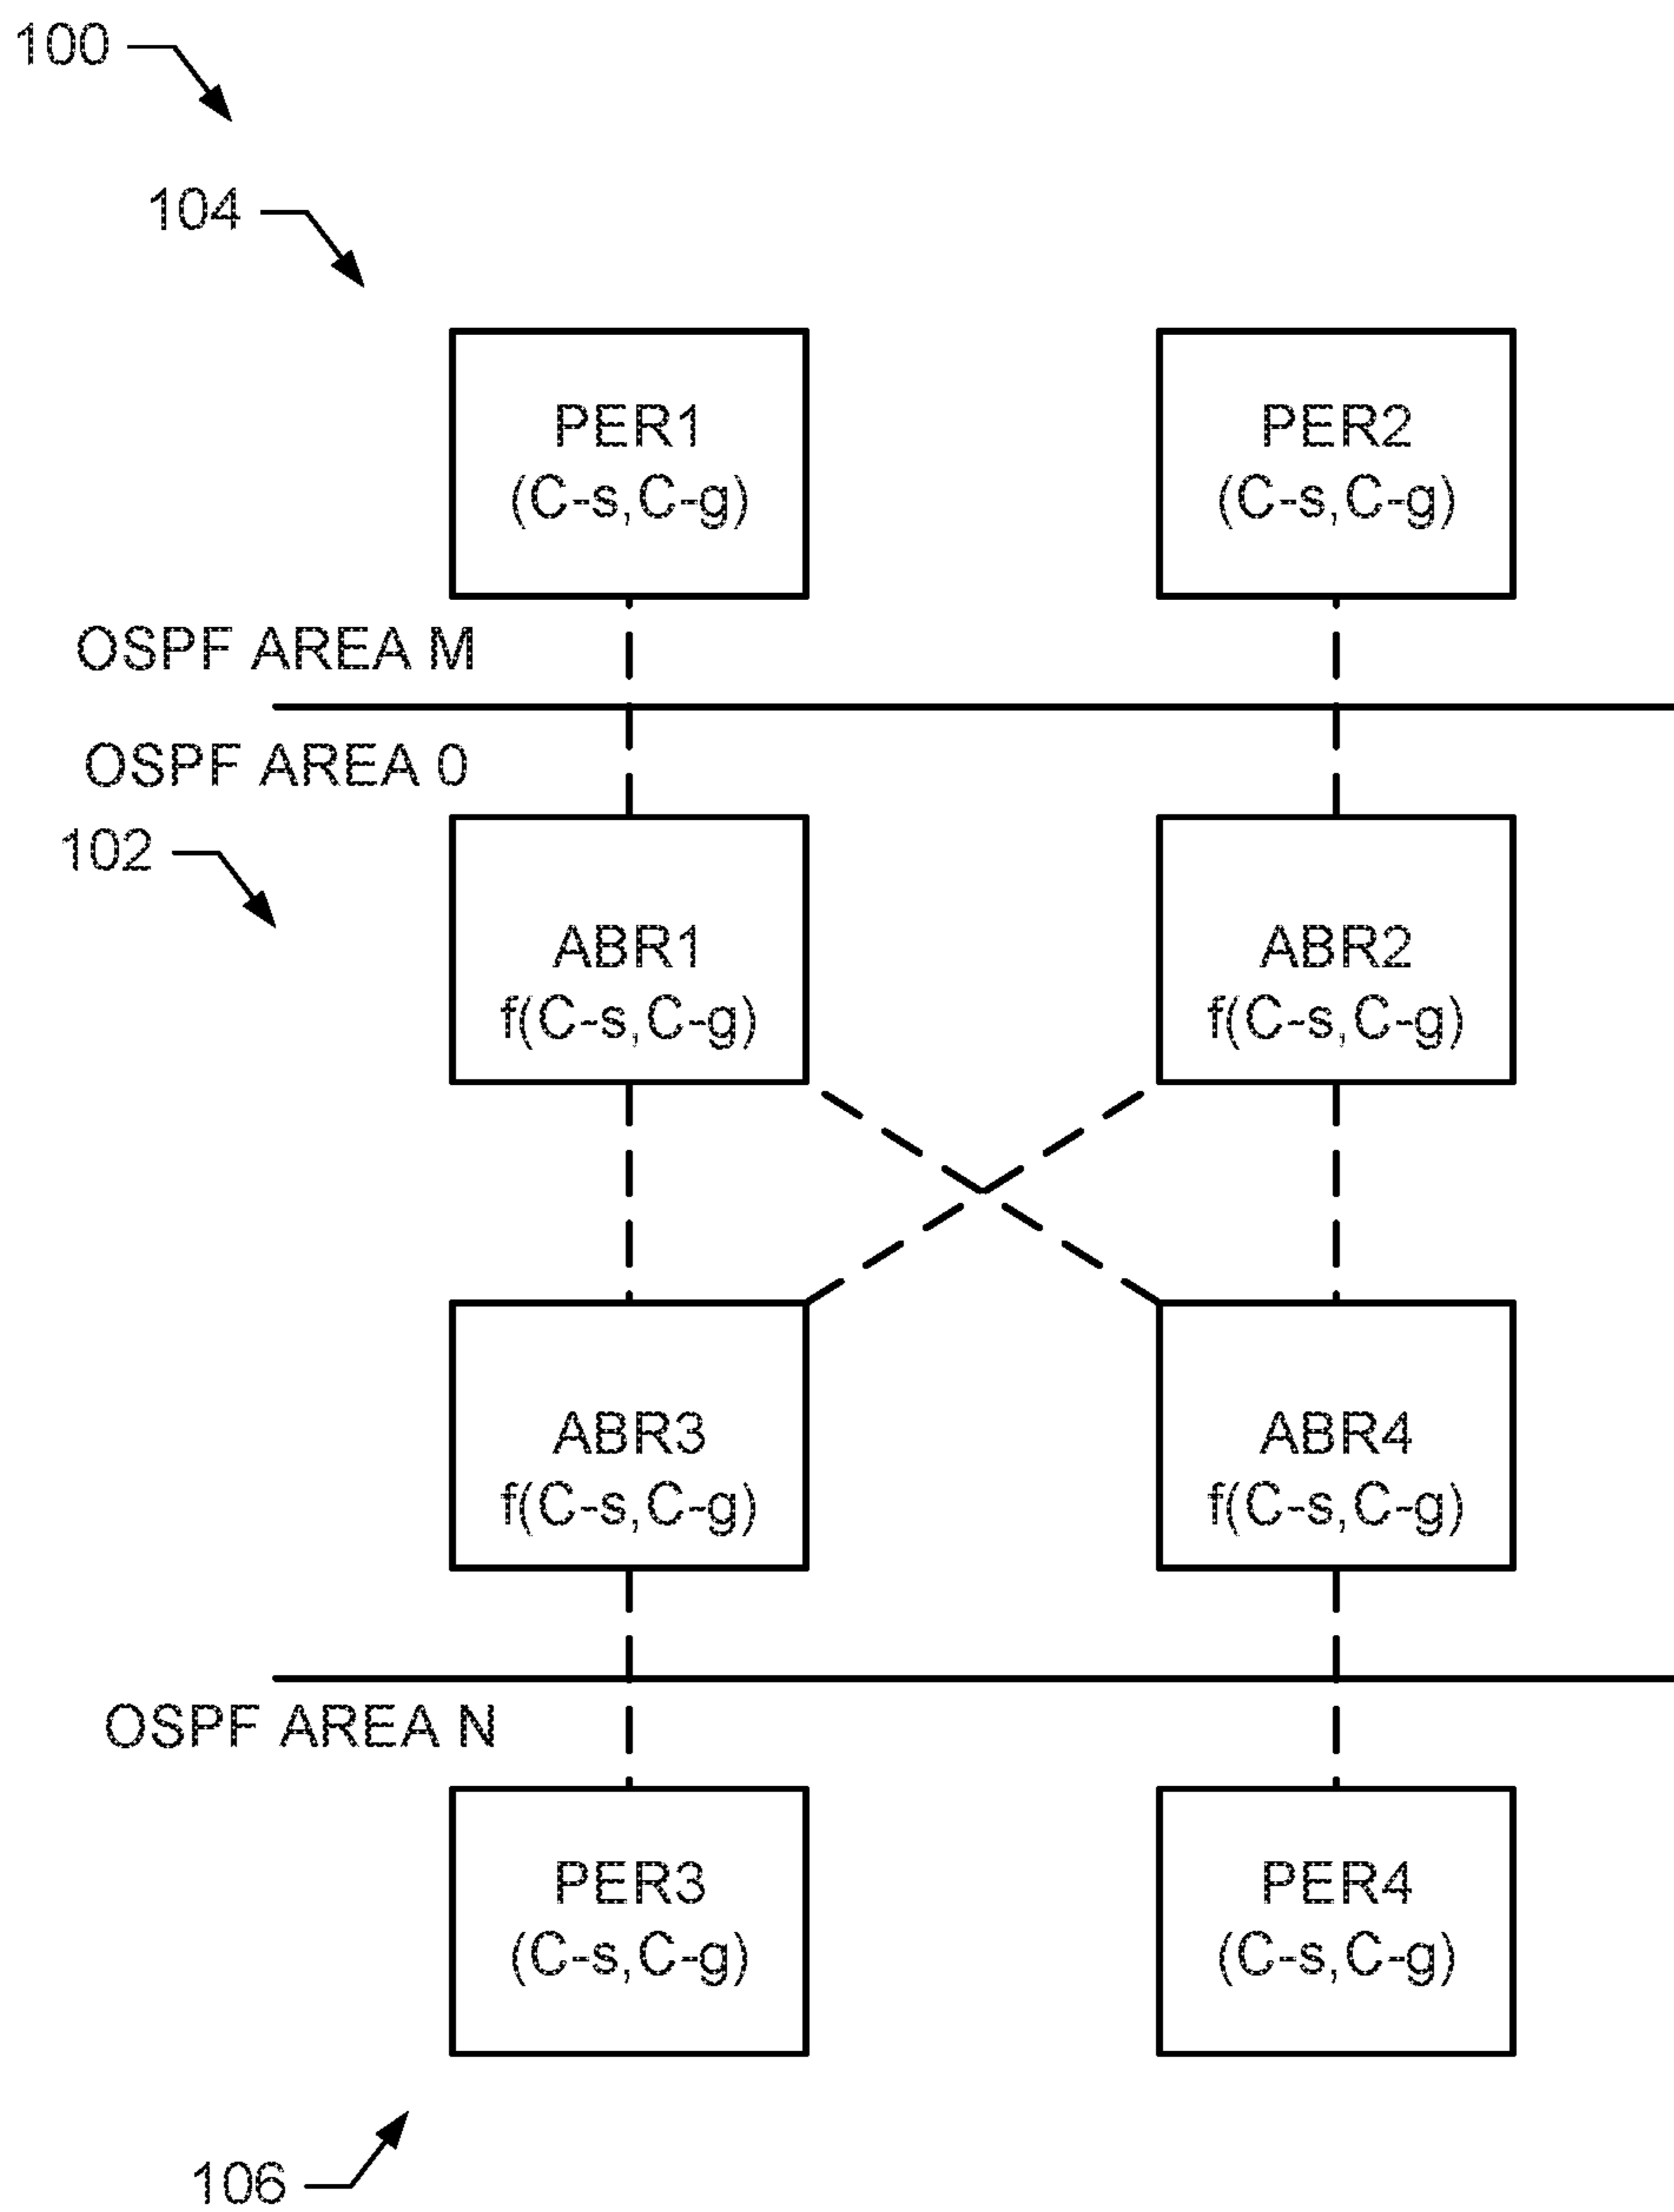 100
104
PER1
(C-s,C-g)
PER2
(C-s,C-g)
OSPF AREA M
OSPF AREA 0
102
ABR1
f(C-s,C-g)
ABR2
f(C-s,C-g)
ABR3
f(C-s,C-g)
ABR4
f(C-s,C-g)
OSPF AREA N
PER3
(C-s,C-g)
PER4
(C-s,C-g)
106